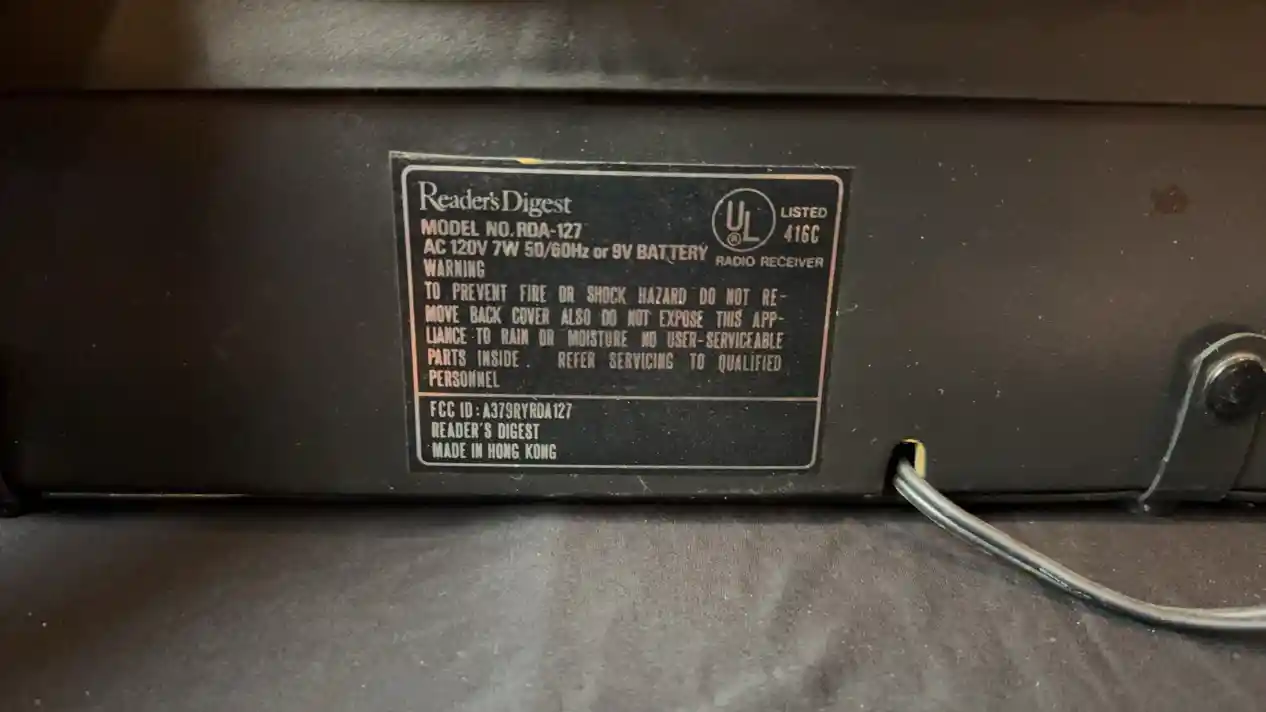 Reader's Digest
MODEL NO. RDA-127
AC 120V 7W 50/60Hz or 9V BATTERY
UL
®
LISTED
416C
RADIO RECEIVER
WARNING
TO PREVENT FIRE OR SHOCK HAZARD DO NOT RE-
MOVE BACK COVER ALSO DO NOT EXPOSE THIS APP-
LIANCE TO RAIN OR MOISTURE NO USER-SERVICEABLE
PARTS INSIDE. REFER SERVICING TO QUALIFIED
PERSONNEL
FCC ID: A379RYRDA127
READER'S DIGEST
MADE IN HONG KONG